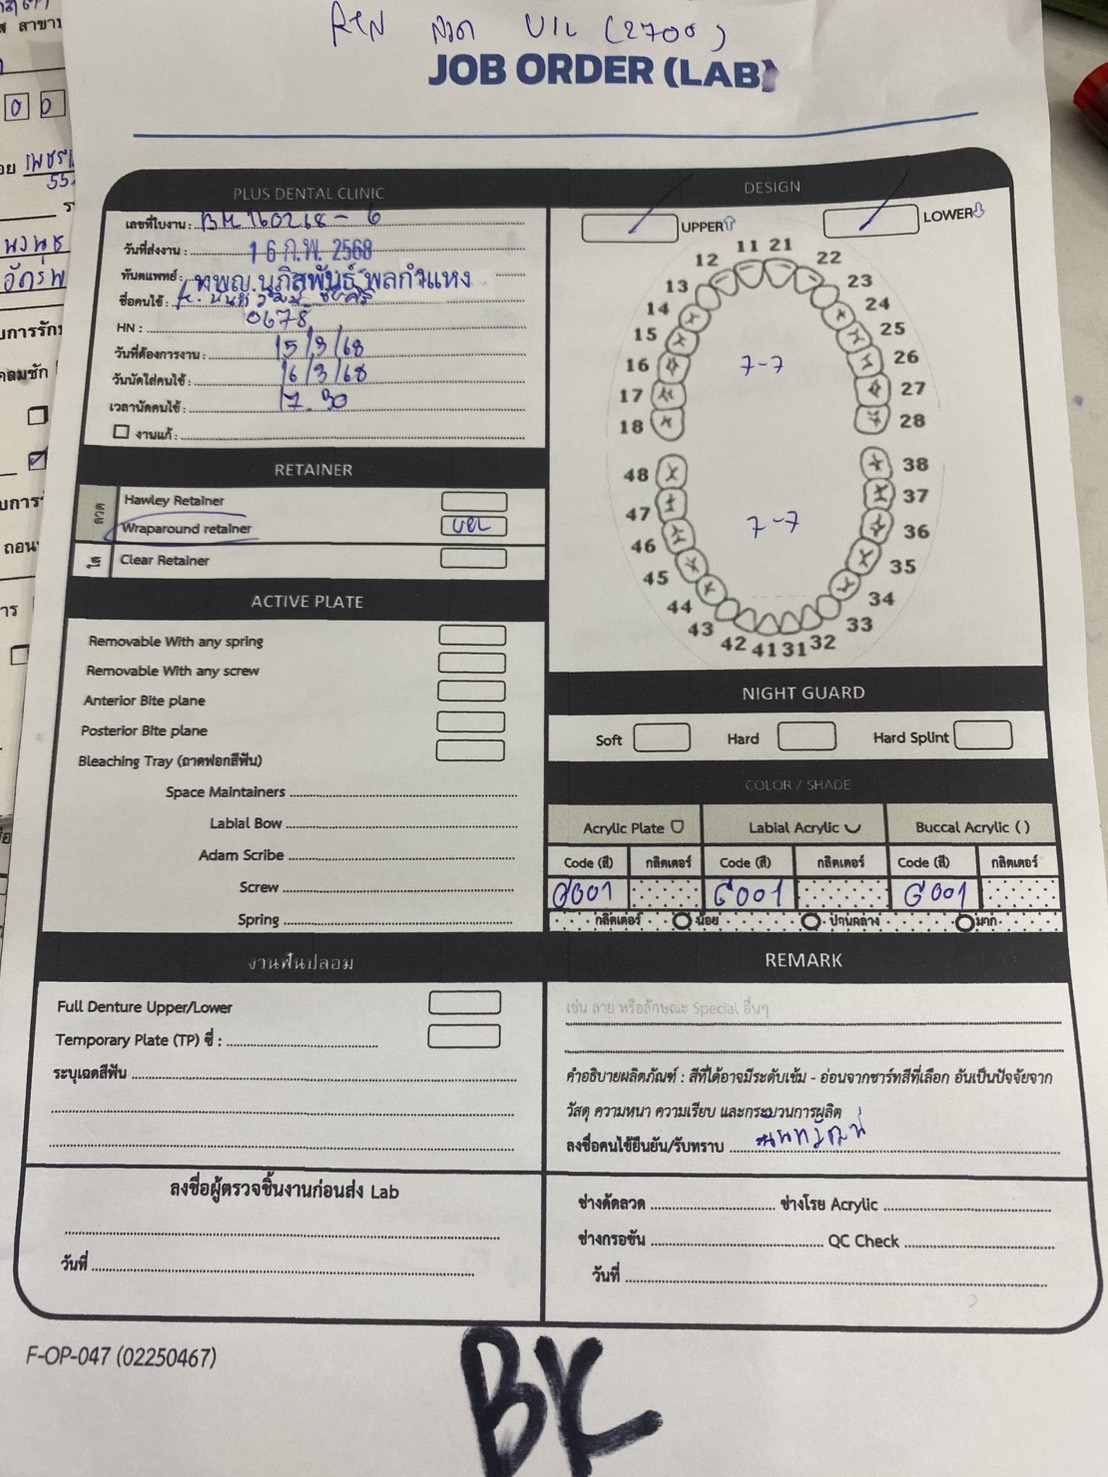 RTN ลวด U/L (2700)
JOB ORDER (LAB)
PLUS DENTAL CLINIC
เลขที่ใบงาน : BM 160268 - 6
วันที่ส่งงาน : 16 ก.พ. 2568
ทันตแพทย์ : ทพญ.นภิสพันธ์ พลกำแหง
ชื่อคนไข้ :
HN : 0678
วันที่ต้องการงาน : 15/3/68
วันนัดใส่คนไข้ : 16/3/68
เวลานัดคนไข้ : 17.30
งานแก้ :
DESIGN
UPPER
LOWER
11 21
12 22
13 23
14 24
15 25
16 26
17 27
18 28
7-7
48 38
47 37
46 36
45 35
44 34
43 33
42 41 31 32
7-7
RETAINER
ลวด
Hawley Retainer
Wraparound retainer U&L
ใส
Clear Retainer
ACTIVE PLATE
Removable With any spring
Removable With any screw
Anterior Bite plane
Posterior Bite plane
Bleaching Tray (ถาดฟอกสีฟัน)
Space Maintainers
Labial Bow
Adam Scribe
Screw
Spring
NIGHT GUARD
Soft Hard Hard Splint
COLOR / SHADE
Acrylic Plate Labial Acrylic Buccal Acrylic ( )
Code (สี) กลิตเตอร์ Code (สี) กลิตเตอร์ Code (สี) กลิตเตอร์
G001 G001 G001
กลิตเตอร์ น้อย ปานกลาง มาก
งานฟันปลอม
Full Denture Upper/Lower
Temporary Plate (TP) ซี่ :
ระบุเฉดสีฟัน
REMARK
เช่น ลาย หรือลักษณะ Special อื่นๆ
คำอธิบายผลิตภัณฑ์ : สีที่ได้อาจมีระดับเข้ม - อ่อนจากชาร์ทสีที่เลือก อันเป็นปัจจัยจาก
วัสดุ ความหนา ความเรียบ และกระบวนการผลิต
ลงชื่อคนไข้ยืนยัน/รับทราบ
ลงชื่อผู้ตรวจชิ้นงานก่อนส่ง Lab
วันที่
ช่างดัดลวด ช่างโรย Acrylic
ช่างกรอขัน QC Check
วันที่
F-OP-047 (02250467)
BK